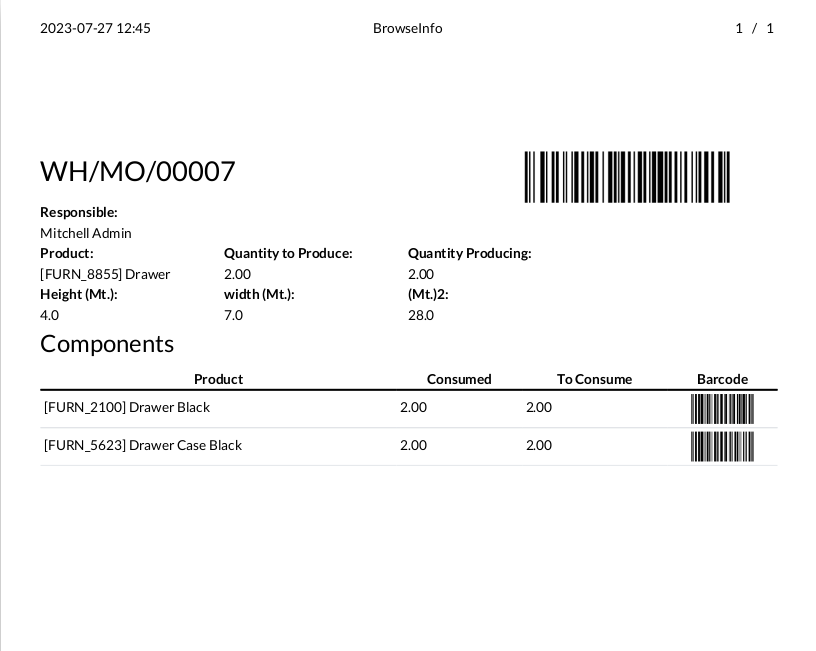 2023-07-27 12:45 BrowseInfo 1 / 1
WH/MO/00007
Responsible:
Mitchell Admin
Product: Quantity to Produce: Quantity Producing:
[FURN_8855] Drawer 2.00 2.00
Height (Mt.): width (Mt.): (Mt.)2:
4.0 7.0 28.0
Components
Product Consumed To Consume Barcode
[FURN_2100] Drawer Black 2.00 2.00
[FURN_5623] Drawer Case Black 2.00 2.00